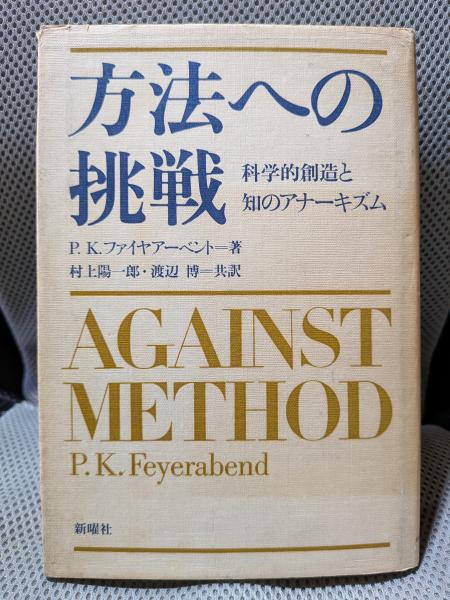 方法への
挑戦
科学的創造と
知のアナーキズム
P. K. ファイヤアーベント=著
村上陽一郎・渡辺 博=共訳
AGAINST
METHOD
P. K. Feyerabend
新曜社